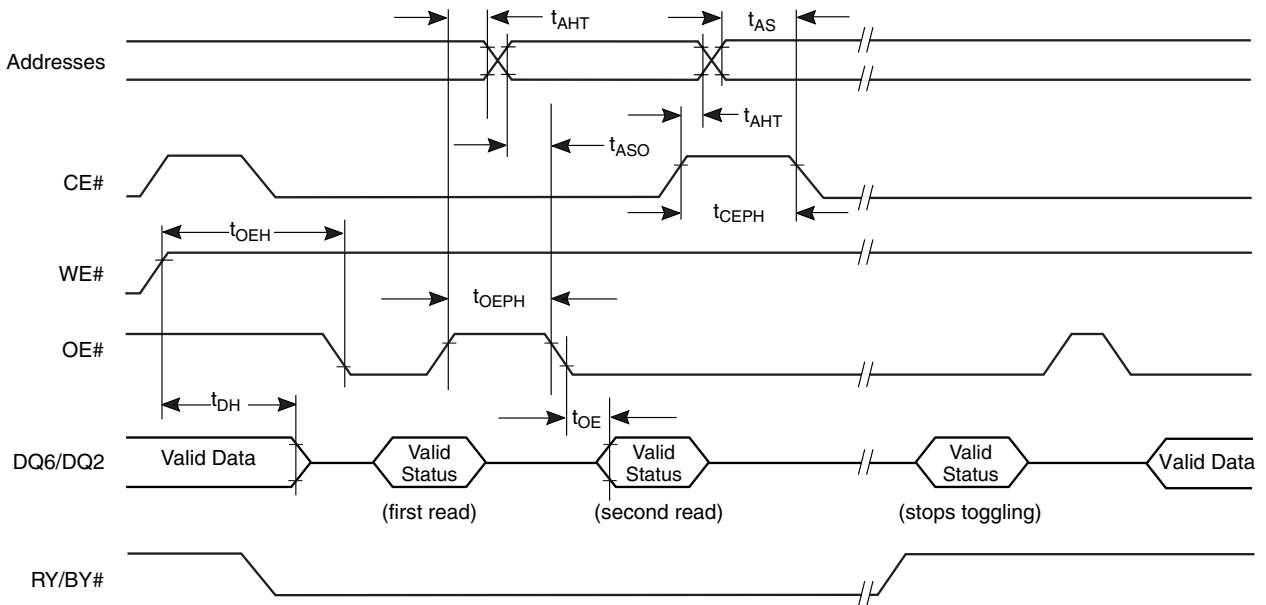 tAHT
tAS
Addresses
tAHT
tASO
CE#
tCEPH
tOEH
WE#
tOEPH
OE#
tDH
tOE
DQ6/DQ2
Valid Data
Valid
Status
Valid
Status
Valid
Status
Valid Data
(first read)
(second read)
(stops toggling)
RY/BY#